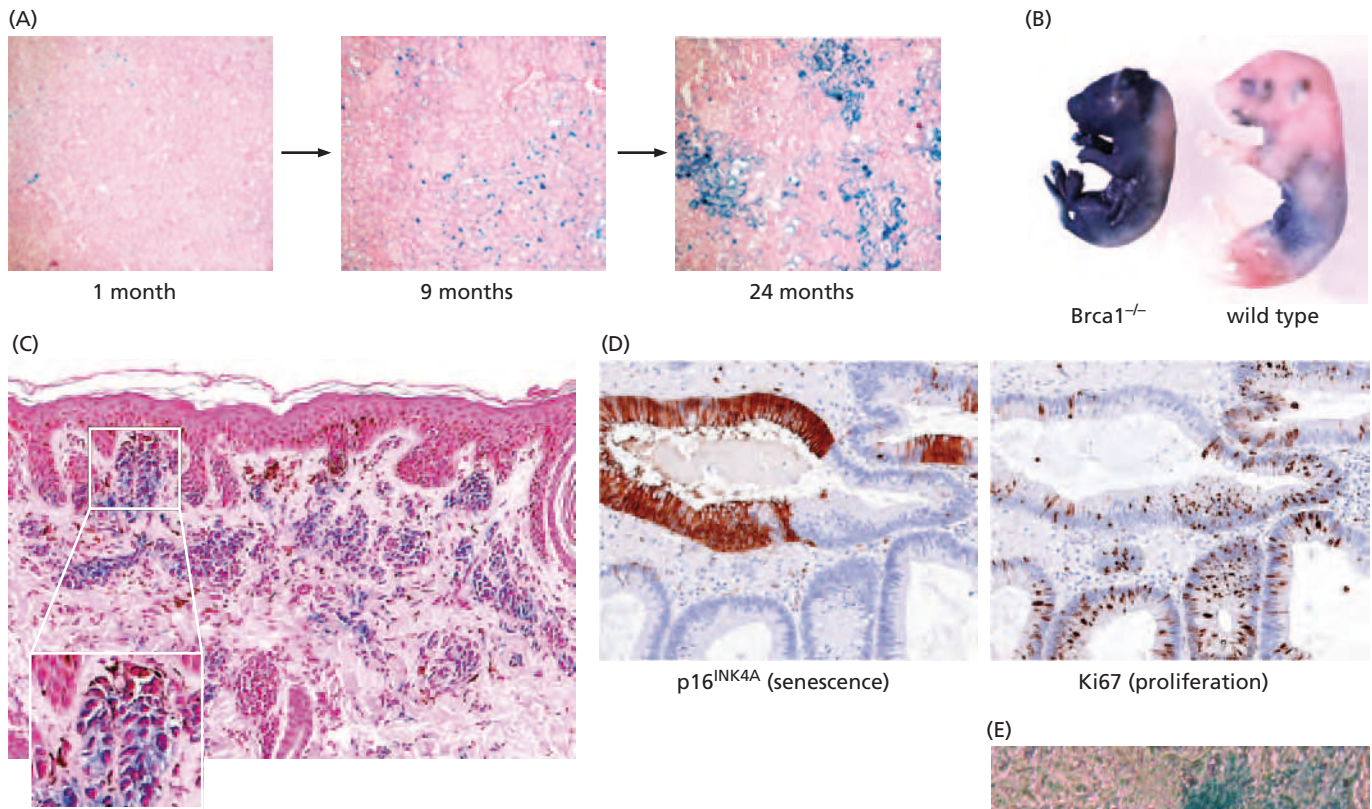 (A)
1 month
9 months
24 months
(B)
Brca1–/–
wild type
(C)
(D)
p16INK4A (senescence)
Ki67 (proliferation)
(E)